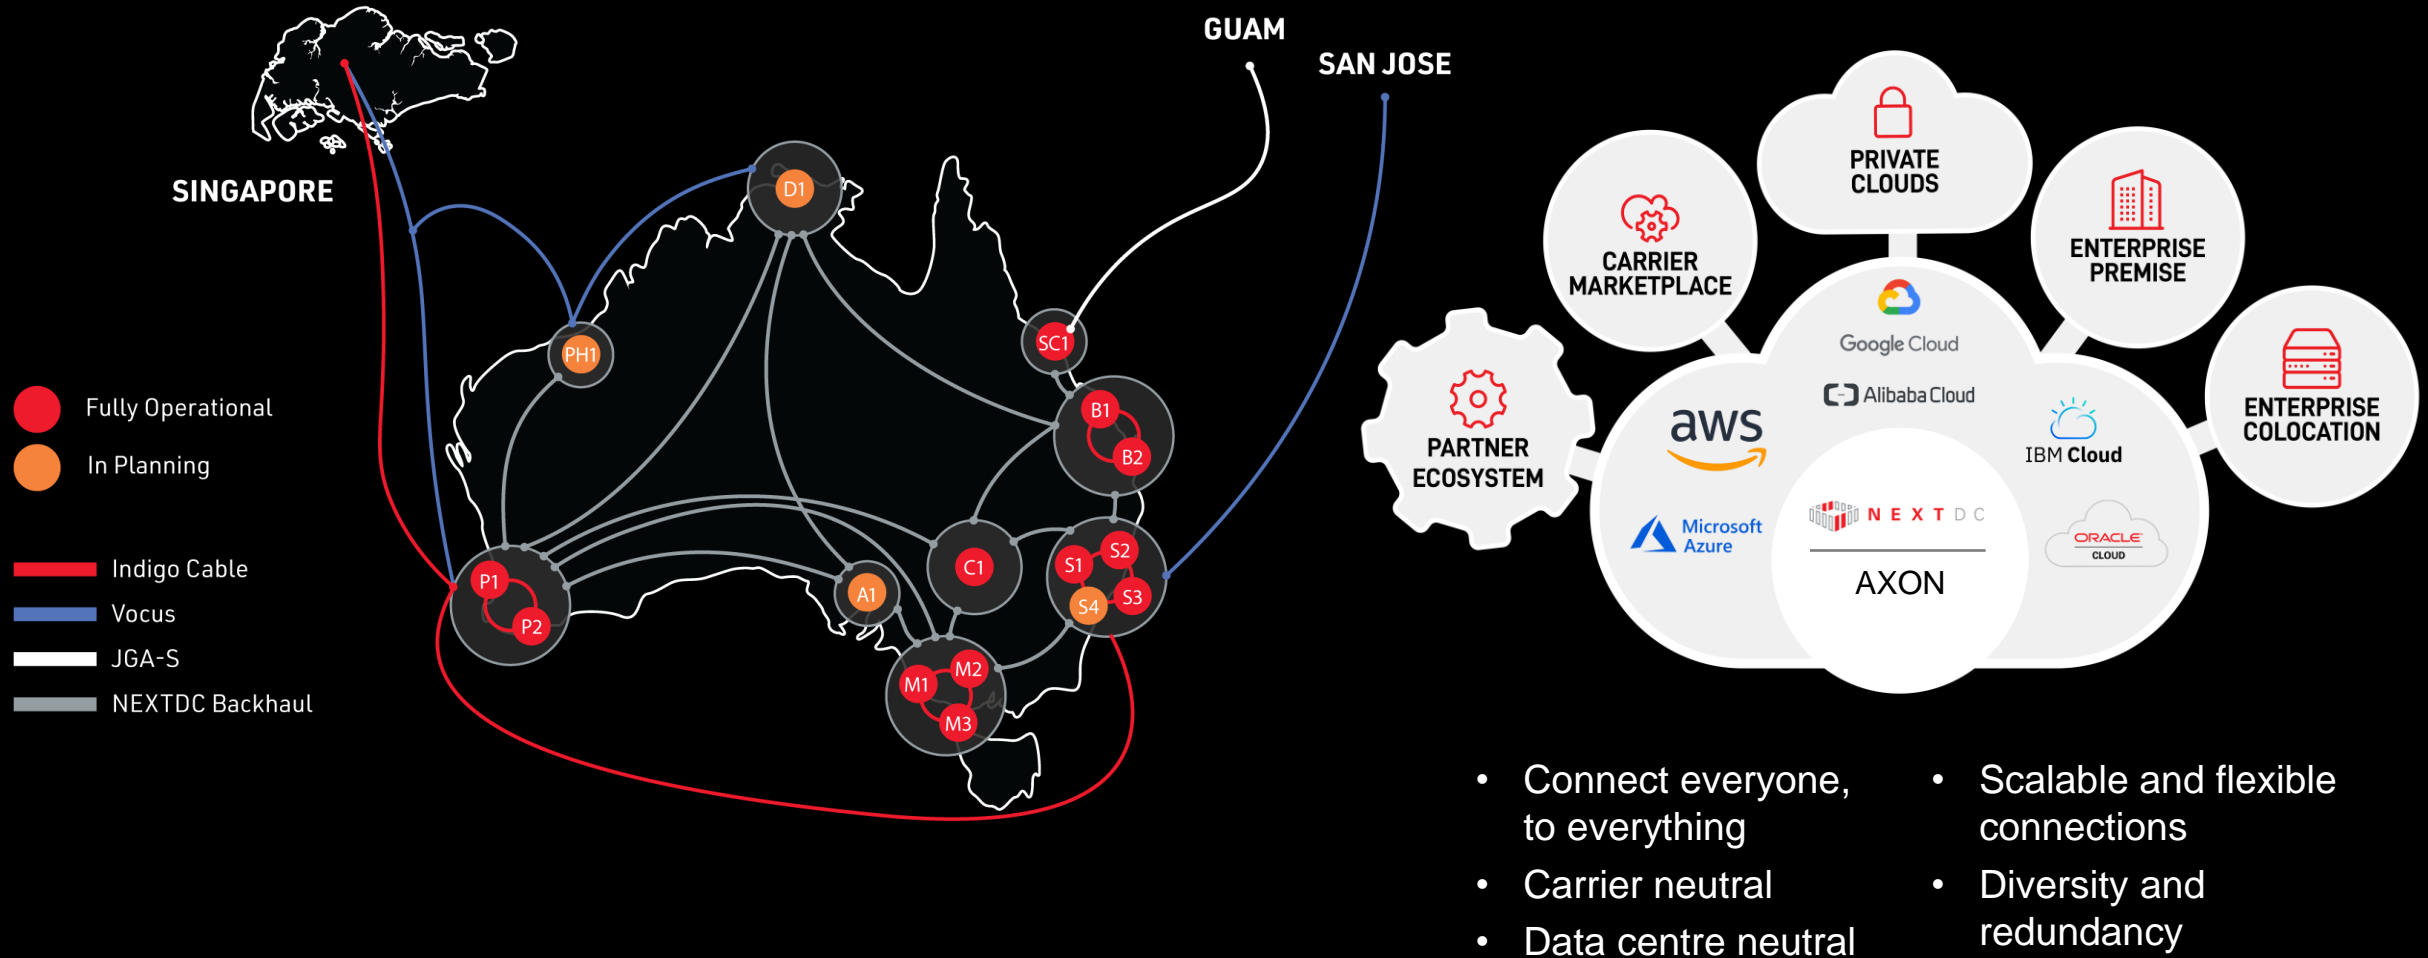 GUAM
SAN JOSE
SINGAPORE
D1
PH1
SC1
B1
B2
C1
S1
S2
S3
S4
A1
P1
P2
M1
M2
M3
Fully Operational
In Planning
Indigo Cable
Vocus
JGA-S
NEXTDC Backhaul
PRIVATE
CLOUDS
CARRIER
MARKETPLACE
ENTERPRISE
PREMISE
PARTNER
ECOSYSTEM
ENTERPRISE
COLOCATION
Google Cloud
Alibaba Cloud
aws
IBM Cloud
Microsoft
Azure
NEXTDC
AXON
ORACLE
CLOUD
• Connect everyone,
to everything
• Carrier neutral
• Data centre neutral
• Scalable and flexible
connections
• Diversity and
redundancy